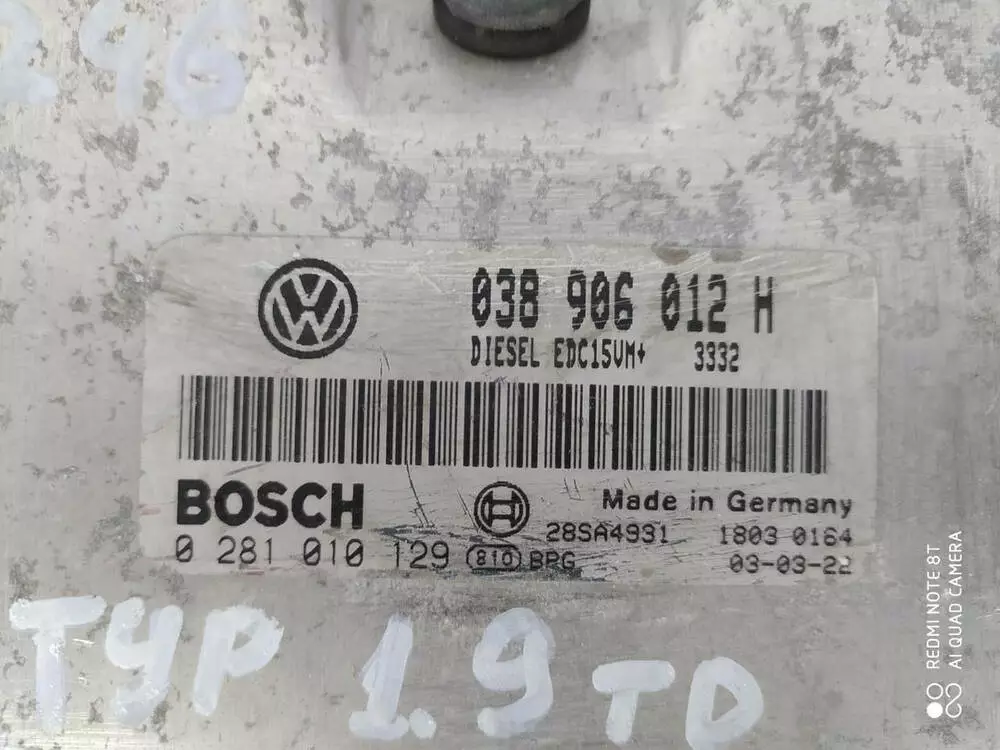 246
038 906 012 H
DIESEL EDC15VM+ 3332
BOSCH
Made in Germany
28SA4931 1803 0164
0 281 010 129 810 BPG 03-03-22
ТУР 1.9 TD
REDMI NOTE 8T
AI QUAD CAMERA